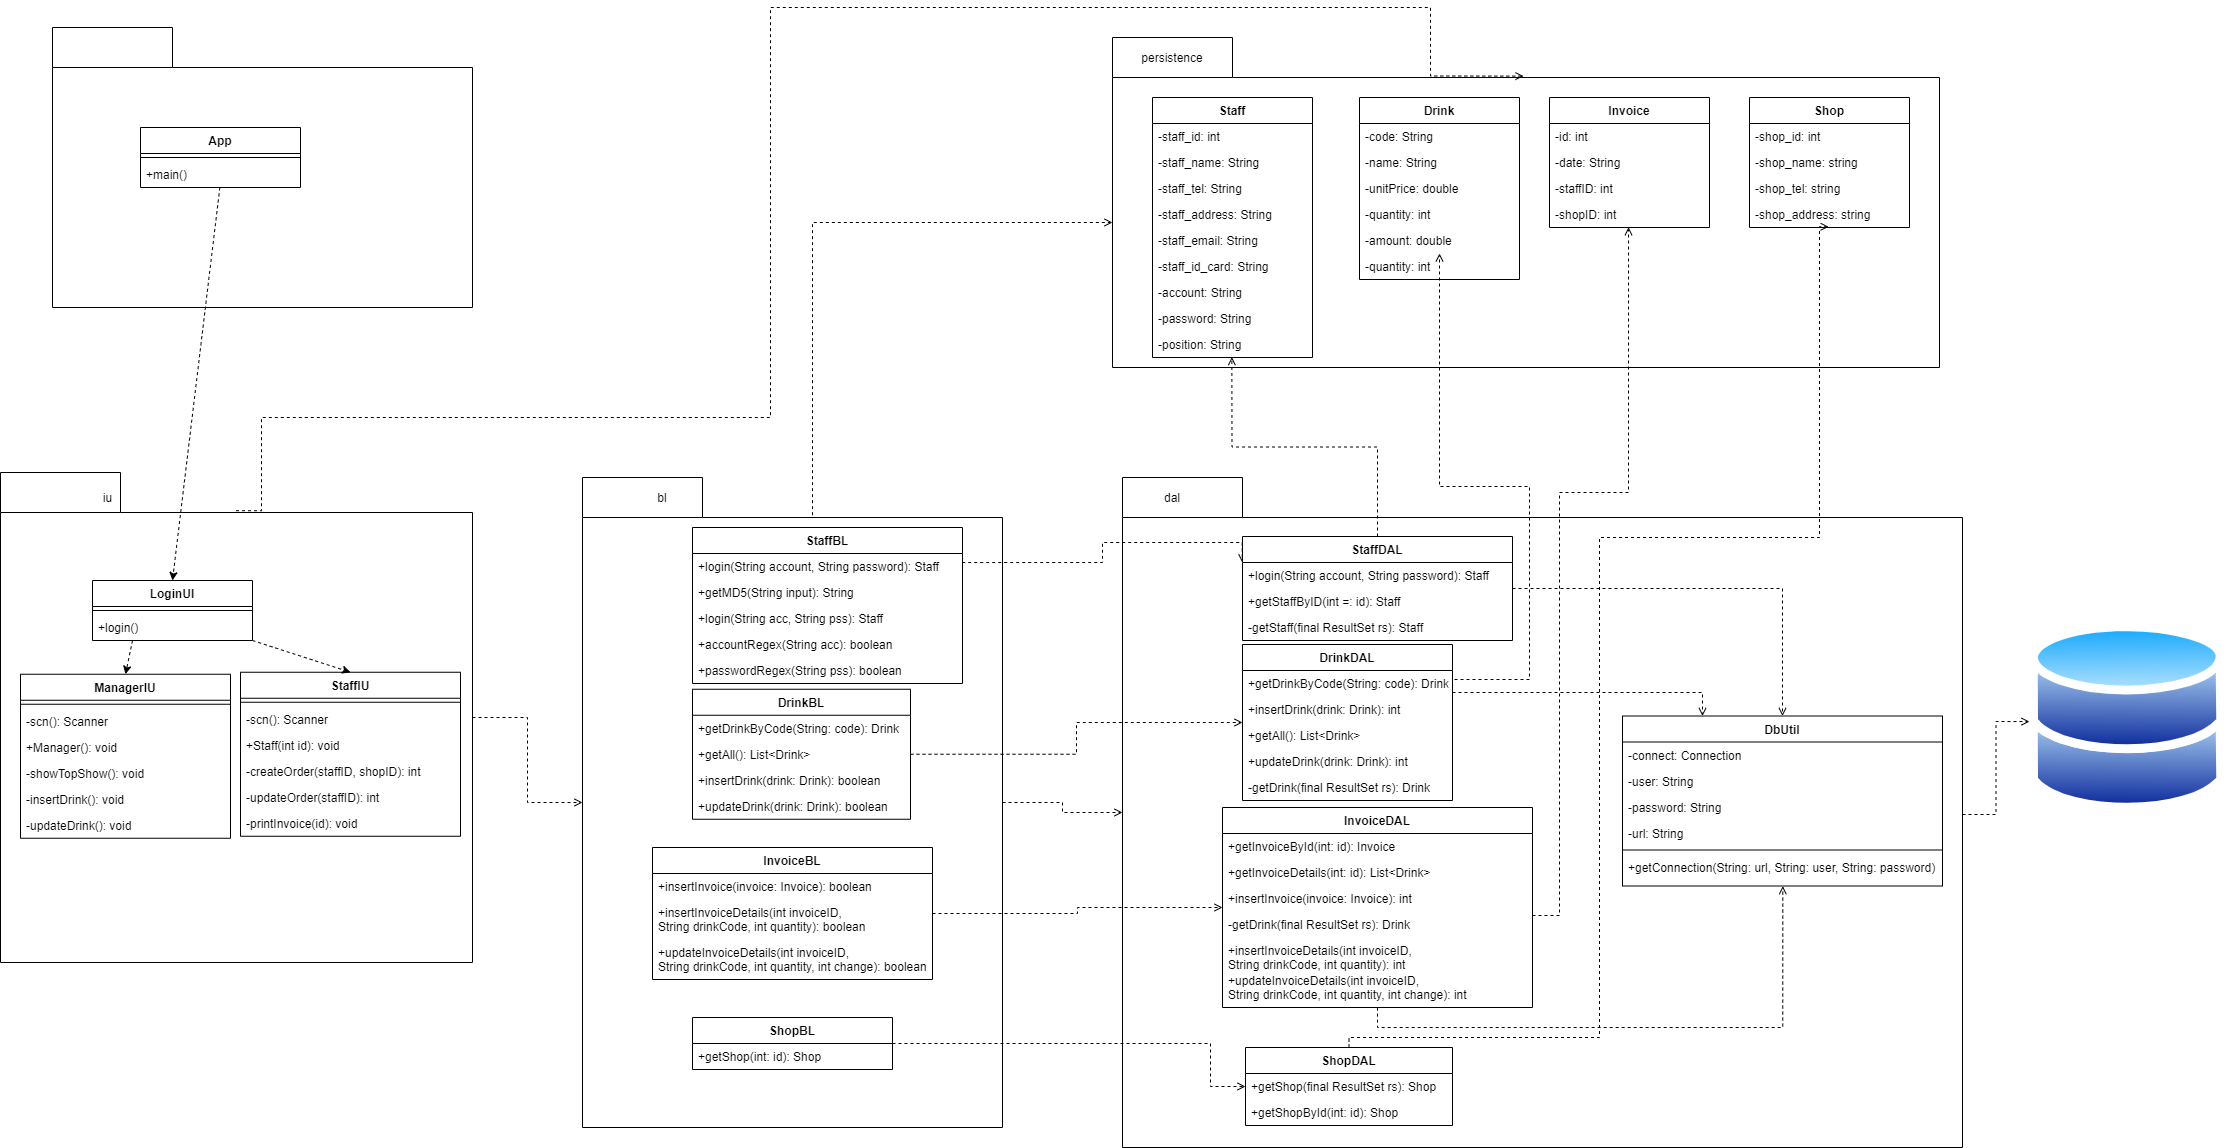 App
+main()
persistence
Staff
-staff_id: int
-staff_name: String
-staff_tel: String
-staff_address: String
-staff_email: String
-staff_id_card: String
-account: String
-password: String
-position: String
Drink
-code: String
-name: String
-unitPrice: double
-quantity: int
-amount: double
-quantity: int
Invoice
-id: int
-date: String
-staffID: int
-shopID: int
Shop
-shop_id: int
-shop_name: string
-shop_tel: string
-shop_address: string
iu
LoginUI
+login()
ManagerIU
-scn(): Scanner
+Manager(): void
-showTopShow(): void
-insertDrink(): void
-updateDrink(): void
StaffIU
-scn(): Scanner
+Staff(int id): void
-createOrder(staffID, shopID): int
-updateOrder(staffID): int
-printInvoice(id): void
bl
StaffBL
+login(String account, String password): Staff
+getMD5(String input): String
+login(String acc, String pss): Staff
+accountRegex(String acc): boolean
+passwordRegex(String pss): boolean
DrinkBL
+getDrinkByCode(String: code): Drink
+getAll(): List<Drink>
+insertDrink(drink: Drink): boolean
+updateDrink(drink: Drink): boolean
InvoiceBL
+insertInvoice(invoice: Invoice): boolean
+insertInvoiceDetails(int invoiceID,
String drinkCode, int quantity): boolean
+updateInvoiceDetails(int invoiceID,
String drinkCode, int quantity, int change): boolean
ShopBL
+getShop(int: id): Shop
dal
StaffDAL
+login(String account, String password): Staff
+getStaffByID(int =: id): Staff
-getStaff(final ResultSet rs): Staff
DrinkDAL
+getDrinkByCode(String: code): Drink
+insertDrink(drink: Drink): int
+getAll(): List<Drink>
+updateDrink(drink: Drink): int
-getDrink(final ResultSet rs): Drink
InvoiceDAL
+getInvoiceById(int: id): Invoice
+getInvoiceDetails(int: id): List<Drink>
+insertInvoice(invoice: Invoice): int
-getDrink(final ResultSet rs): Drink
+insertInvoiceDetails(int invoiceID,
String drinkCode, int quantity): int
+updateInvoiceDetails(int invoiceID,
String drinkCode, int quantity, int change): int
ShopDAL
+getShop(final ResultSet rs): Shop
+getShopById(int: id): Shop
DbUtil
-connect: Connection
-user: String
-password: String
-url: String
+getConnection(String: url, String: user, String: password)